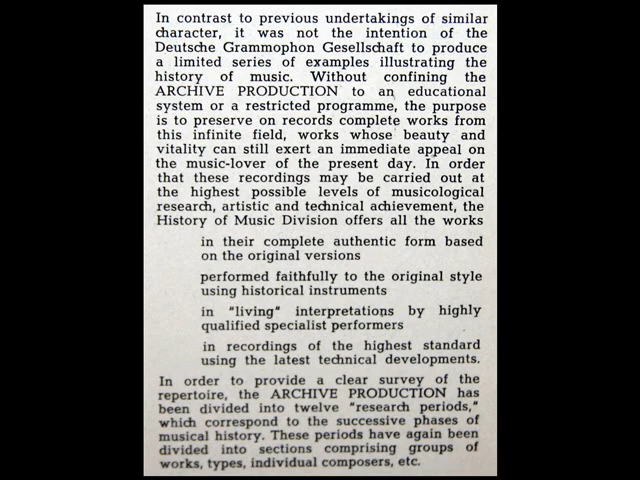 In contrast to previous undertakings of similar
character, it was not the intention of the
Deutsche Grammophon Gesellschaft to produce
a limited series of examples illustrating the
history of music. Without confining the
ARCHIVE PRODUCTION to an educational
system or a restricted programme, the purpose
is to preserve on records complete works from
this infinite field, works whose beauty and
vitality can still exert an immediate appeal on
the music-lover of the present day. In order
that these recordings may be carried out at
the highest possible levels of musicological
research, artistic and technical achievement, the
History of Music Division offers all the works
in their complete authentic form based
on the original versions
performed faithfully to the original style
using historical instruments
in "living" interpretations by highly
qualified specialist performers
in recordings of the highest standard
using the latest technical developments.
In order to provide a clear survey of the
repertoire, the ARCHIVE PRODUCTION has
been divided into twelve "research periods,"
which correspond to the successive phases of
musical history. These periods have again been
divided into sections comprising groups of
works, types, individual composers, etc.